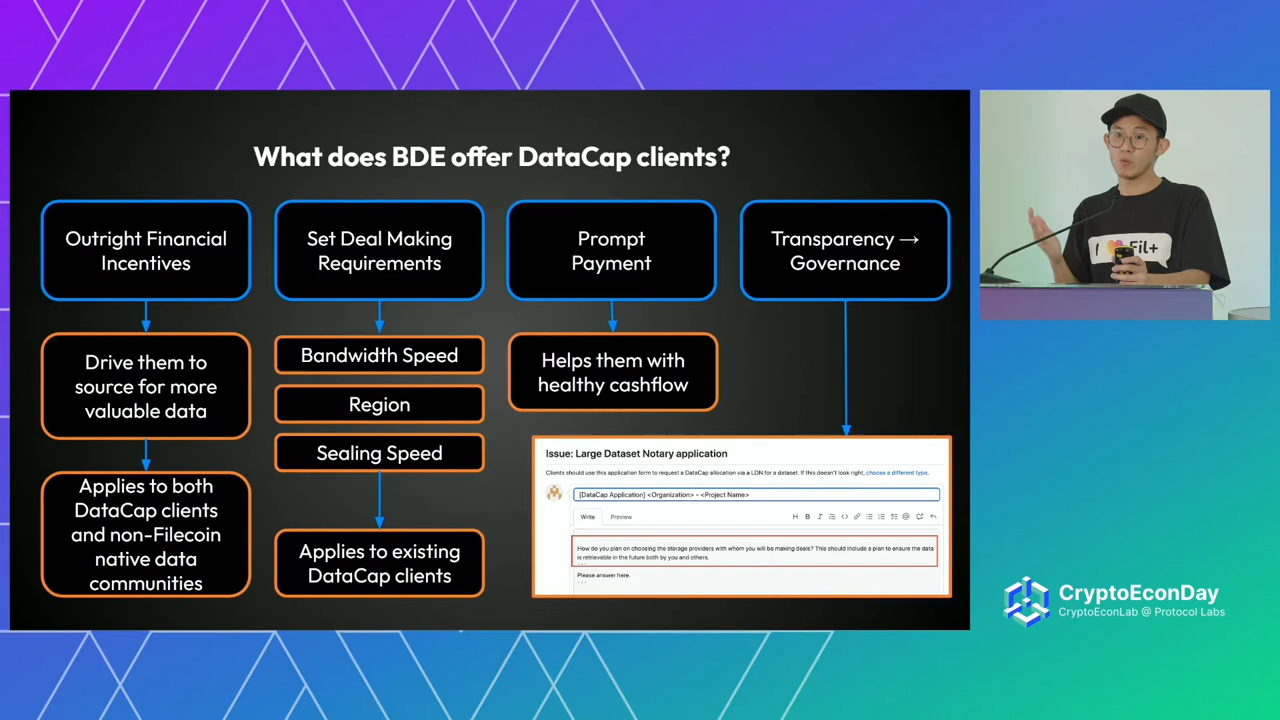 What does BDE offer DataCap clients?
Outright Financial
Incentives
Drive them to
source for more
valuable data
Applies to both
DataCap clients
and non-Filecoin
native data
communities
Set Deal Making
Requirements
Bandwidth Speed
Region
Sealing Speed
Applies to existing
DataCap clients
Prompt
Payment
Helps them with
healthy cashflow
Transparency →
Governance
Issue: Large Dataset Notary application
Clients should use this application form to request a DataCap allocation via a LDN for a dataset. If this doesn't look right, choose a different type.
[DataCap Application] <Organization> - <Project Name>
Write Preview
H B I
How do you plan on choosing the storage providers with whom you will be making deals? This should include a plan to ensure the data
is retrievable in the future both by you and others.
Please answer here.
I ❤ Fil+
CryptoEconDay
CryptoEconLab @ Protocol Labs